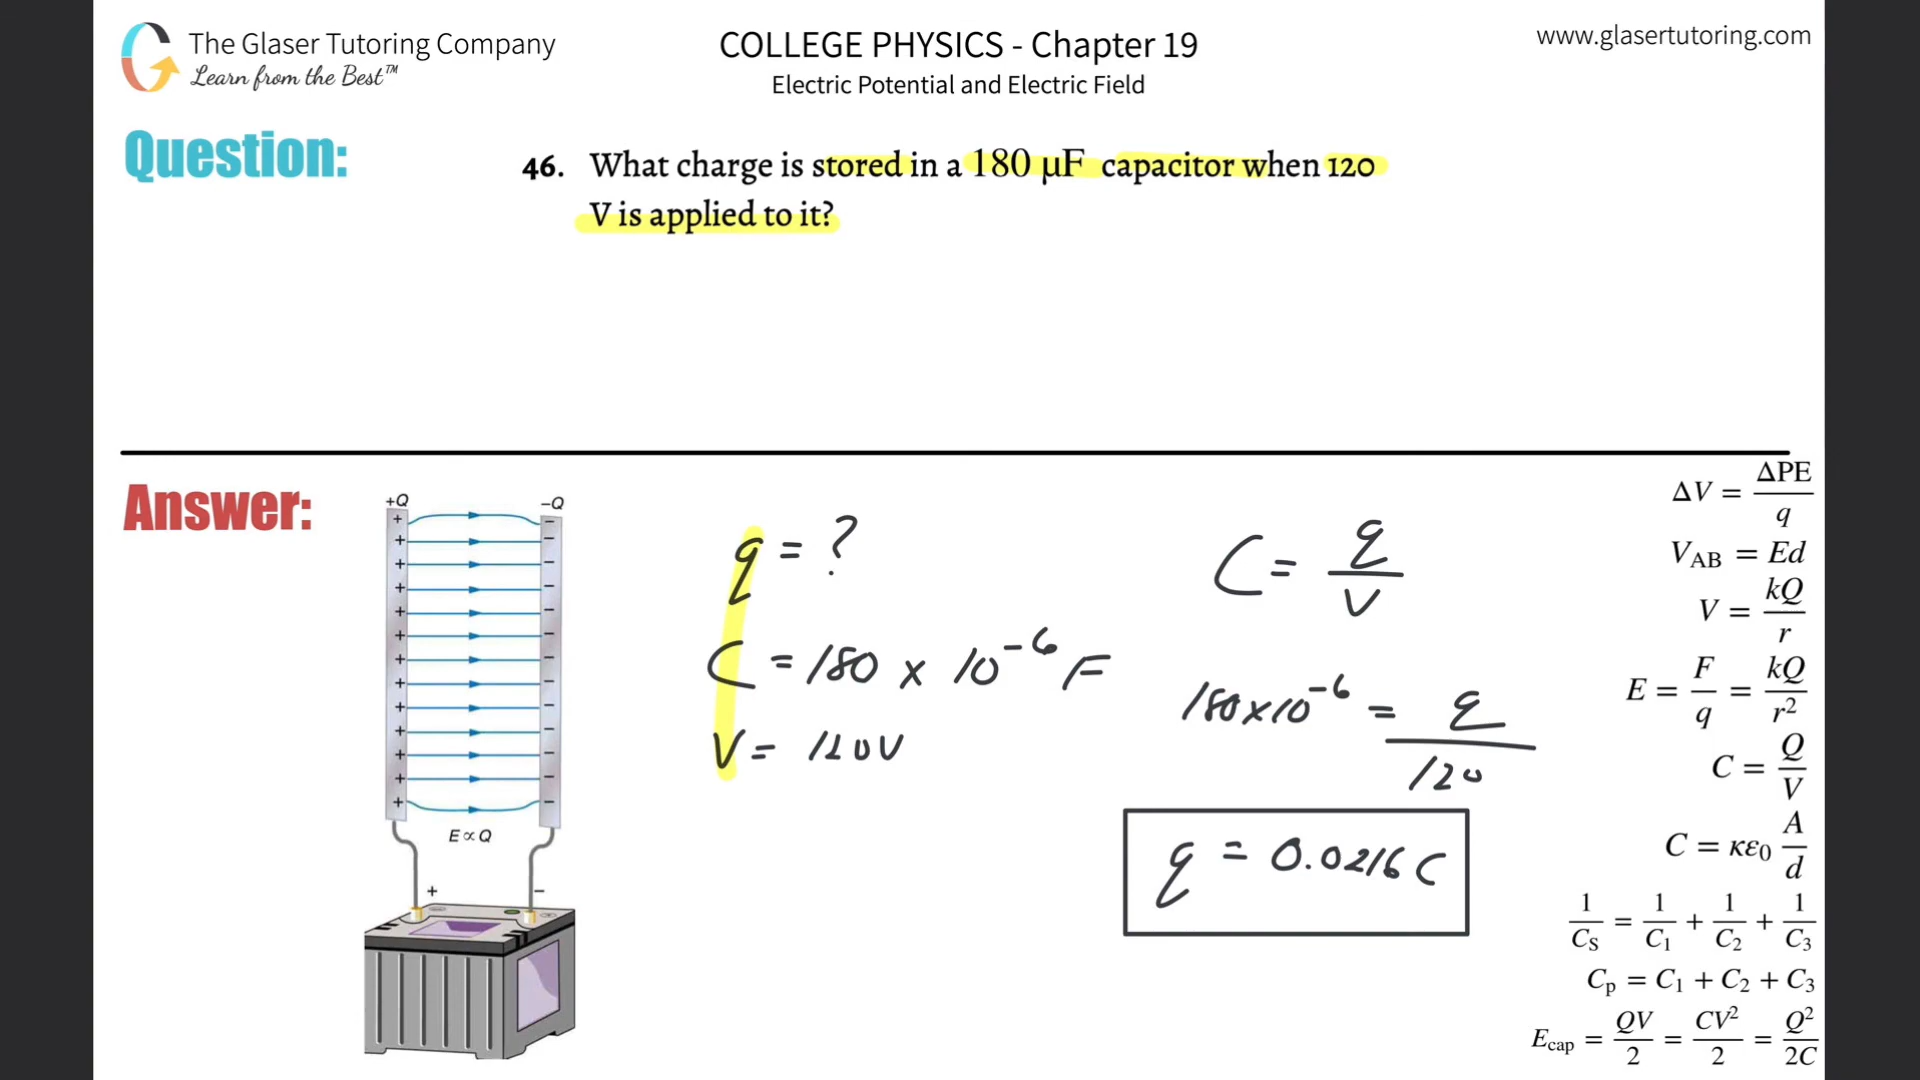 The Glaser Tutoring Company
Learn from the Best™
COLLEGE PHYSICS - Chapter 19
Electric Potential and Electric Field
www.glasertutoring.com
Question:
46. What charge is stored in a 180 μF capacitor when 120
V is applied to it?
Answer:
+Q
−Q
E ∝ Q
+ −
q = ?
C = 180 x 10⁻⁶ F
V = 120V
C = q/V
180x10⁻⁶ = q/120
q = 0.0216 C
ΔV = ΔPE/q
V_AB = Ed
V = kQ/r
E = F/q = kQ/r²
C = Q/V
C = κε₀ A/d
1/C_S = 1/C₁ + 1/C₂ + 1/C₃
C_p = C₁ + C₂ + C₃
E_cap = QV/2 = CV²/2 = Q²/2C